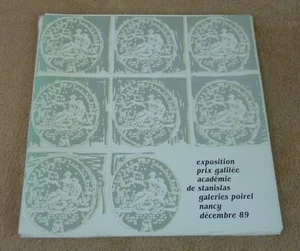 exposition
prix galilée
académie
de stanislas
galeries poirel
nancy
décembre 89